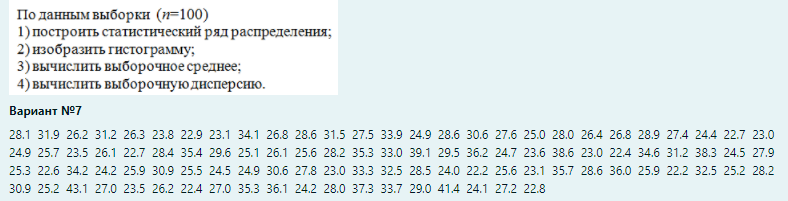 По данным выборки (n=100)
1) построить статистический ряд распределения;
2) изобразить гистограмму;
3) вычислить выборочное среднее;
4) вычислить выборочную дисперсию.
Вариант №7
28.1 31.9 26.2 31.2 26.3 23.8 22.9 23.1 34.1 26.8 28.6 31.5 27.5 33.9 24.9 28.6 30.6 27.6 25.0 28.0 26.4 26.8 28.9 27.4 24.4 22.7 23.0
24.9 25.7 23.5 26.1 22.7 28.4 35.4 29.6 25.1 26.1 25.6 28.2 35.3 33.0 39.1 29.5 36.2 24.7 23.6 38.6 23.0 22.4 34.6 31.2 38.3 24.5 27.9
25.3 22.6 34.2 24.2 25.9 30.9 25.5 24.5 24.9 30.6 27.8 23.0 33.3 32.5 28.5 24.0 22.2 25.6 23.1 35.7 28.6 36.0 25.9 22.2 32.5 25.2 28.2
30.9 25.2 43.1 27.0 23.5 26.2 22.4 27.0 35.3 36.1 24.2 28.0 37.3 33.7 29.0 41.4 24.1 27.2 22.8